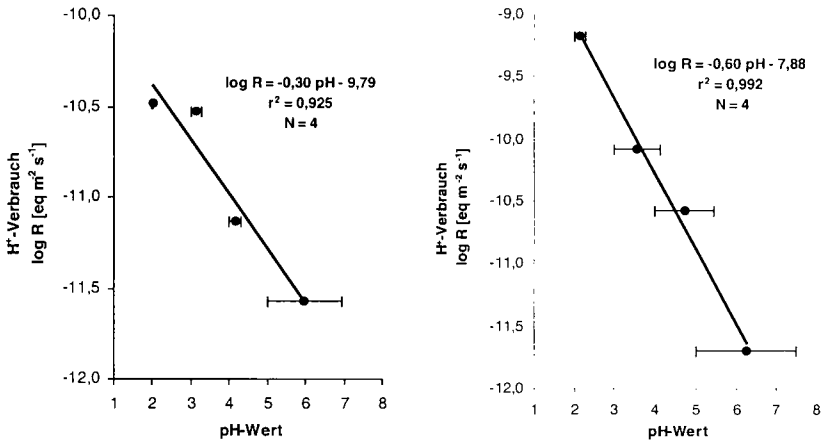 -10,0
-10,5
-11,0
-11,5
-12,0
H⁺-Verbrauch
log R [eq m² s⁻¹]
log R = -0,30 pH - 9,79
r² = 0,925
N = 4
1 2 3 4 5 6 7 8
pH-Wert
-9,0
-9,5
-10,0
-10,5
-11,0
-11,5
-12,0
H⁺-Verbrauch
log R [eq m⁻² s⁻¹]
log R = -0,60 pH - 7,88
r² = 0,992
N = 4
1 2 3 4 5 6 7 8
pH-Wert